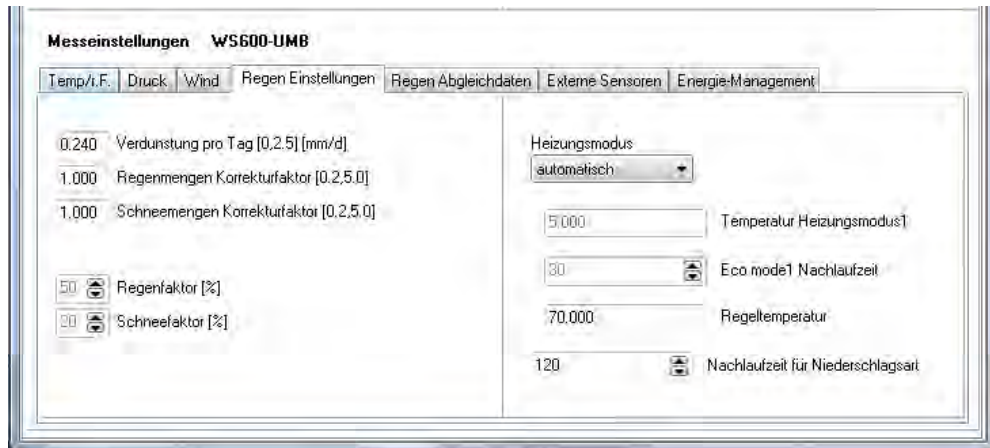 Messeinstellungen WS600-UMB
Temp/r.F. Druck Wind Regen Einstellungen Regen Abgleichdaten Externe Sensoren Energie-Management
0.240 Verdunstung pro Tag [0,2.5] [mm/d]
1.000 Regenmengen Korrekturfaktor [0.2,5.0]
1.000 Schneemengen Korrekturfaktor [0.2,5.0]
50 Regenfaktor [%]
20 Schneefaktor [%]
Heizungsmodus
automatisch
5.000 Temperatur Heizungsmodus1
30 Eco mode1 Nachlaufzeit
70.000 Regeltemperatur
120 Nachlaufzeit für Niederschlagsart